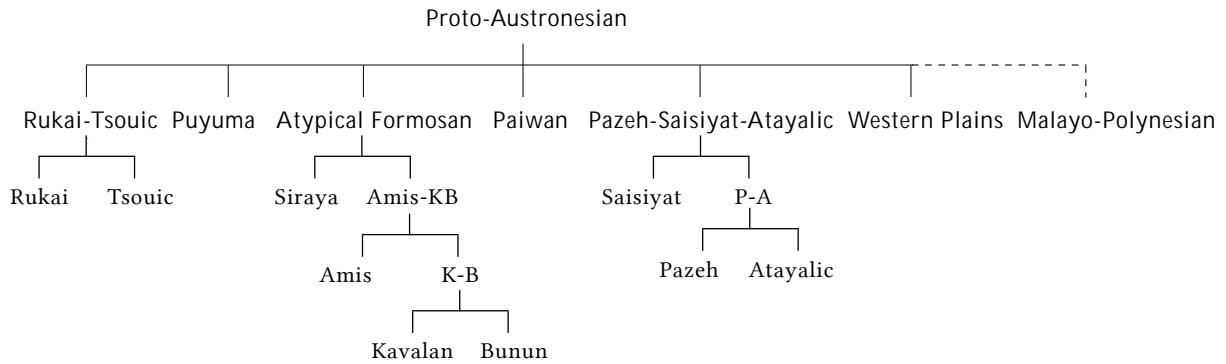 Proto-Austronesian
Rukai-Tsouic Puyuma Atypical Formosan Paiwan Pazeh-Saisiyat-Atayalic Western Plains Malayo-Polynesian
Rukai Tsouic Siraya Amis-KB Saisiyat P-A
Amis K-B Pazeh Atayalic
Kavalan Bunun